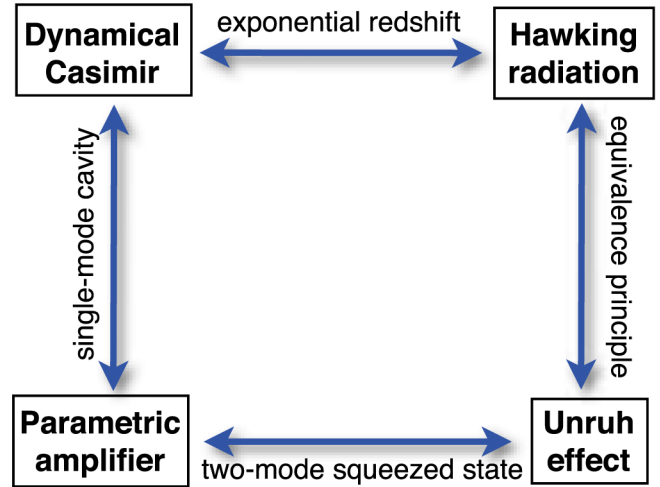 Dynamical
Casimir
exponential redshift
Hawking
radiation
single-mode cavity
equivalence principle
Parametric
amplifier
two-mode squeezed state
Unruh
effect